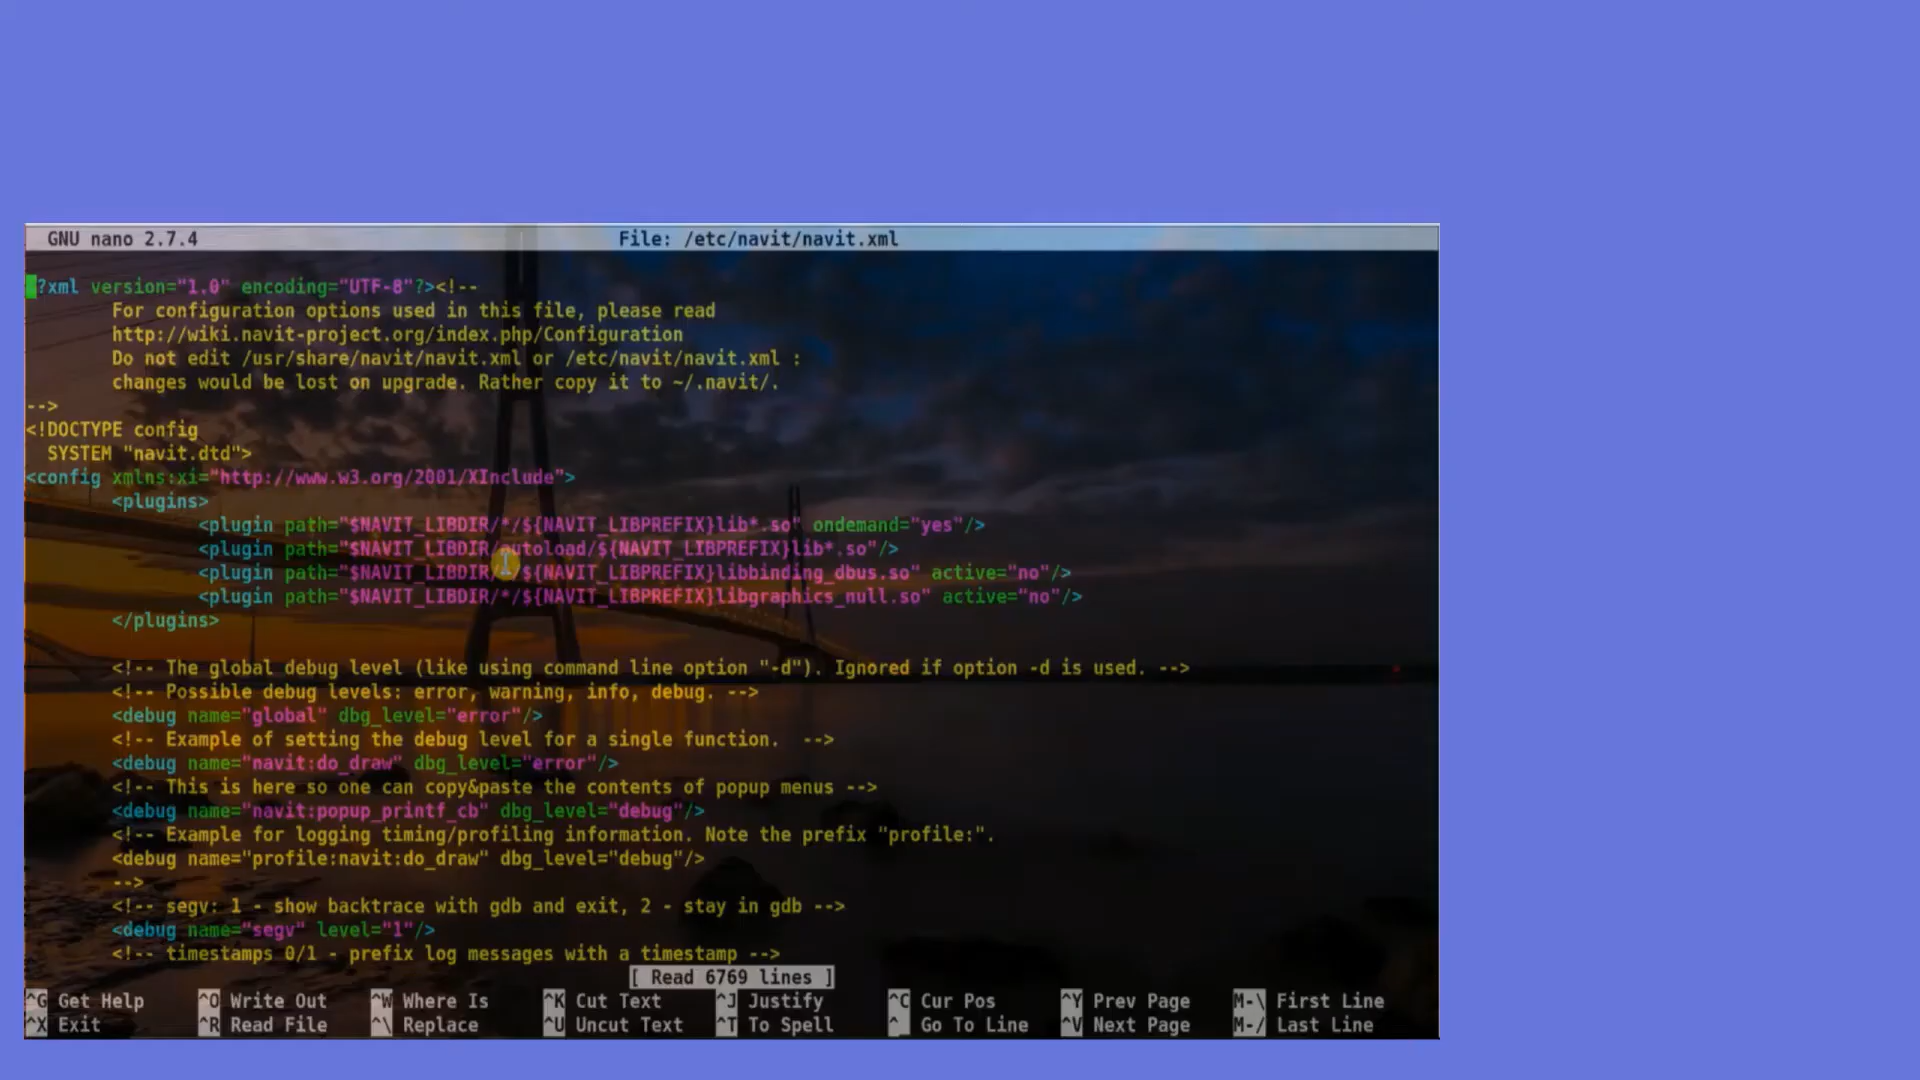 GNU nano 2.7.4 File: /etc/navit/navit.xml
?xml version="1.0" encoding="UTF-8"?><!--
For configuration options used in this file, please read
http://wiki.navit-project.org/index.php/Configuration
Do not edit /usr/share/navit/navit.xml or /etc/navit/navit.xml :
changes would be lost on upgrade. Rather copy it to ~/.navit/.
-->
<!DOCTYPE config
SYSTEM "navit.dtd">
<config xmlns:xi="http://www.w3.org/2001/XInclude">
<plugins>
<plugin path="$NAVIT_LIBDIR/*/${NAVIT_LIBPREFIX}lib*.so" ondemand="yes"/>
<plugin path="$NAVIT_LIBDIR/autoload/${NAVIT_LIBPREFIX}lib*.so"/>
<plugin path="$NAVIT_LIBDIR/*/${NAVIT_LIBPREFIX}libbinding_dbus.so" active="no"/>
<plugin path="$NAVIT_LIBDIR/*/${NAVIT_LIBPREFIX}libgraphics_null.so" active="no"/>
</plugins>
<!-- The global debug level (like using command line option "-d"). Ignored if option -d is used. -->
<!-- Possible debug levels: error, warning, info, debug. -->
<debug name="global" dbg_level="error"/>
<!-- Example of setting the debug level for a single function.  -->
<debug name="navit:do_draw" dbg_level="error"/>
<!-- This is here so one can copy&paste the contents of popup menus -->
<debug name="navit:popup_printf_cb" dbg_level="debug"/>
<!-- Example for logging timing/profiling information. Note the prefix "profile:".
<debug name="profile:navit:do_draw" dbg_level="debug"/>
-->
<!-- segv: 1 - show backtrace with gdb and exit, 2 - stay in gdb -->
<debug name="segv" level="1"/>
<!-- timestamps 0/1 - prefix log messages with a timestamp -->
[ Read 6769 lines ]
^G Get Help ^O Write Out ^W Where Is ^K Cut Text ^J Justify ^C Cur Pos ^Y Prev Page M-\ First Line
^X Exit ^R Read File ^\ Replace ^U Uncut Text ^T To Spell ^_ Go To Line ^V Next Page M-/ Last Line